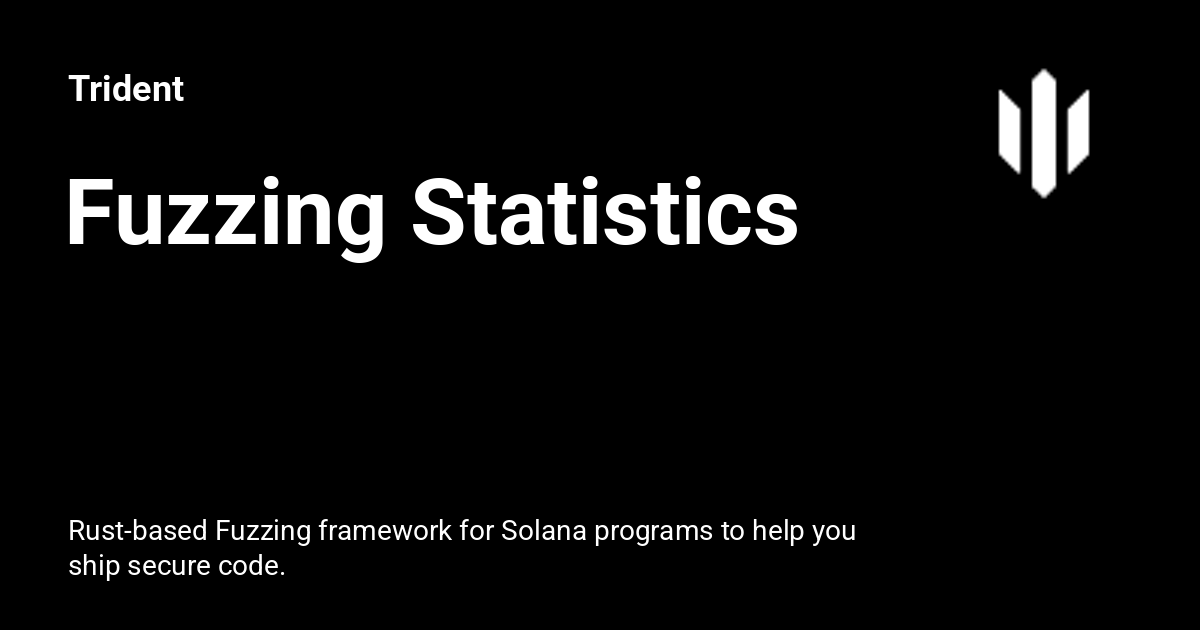 Trident
Fuzzing Statistics
Rust-based Fuzzing framework for Solana programs to help you
ship secure code.